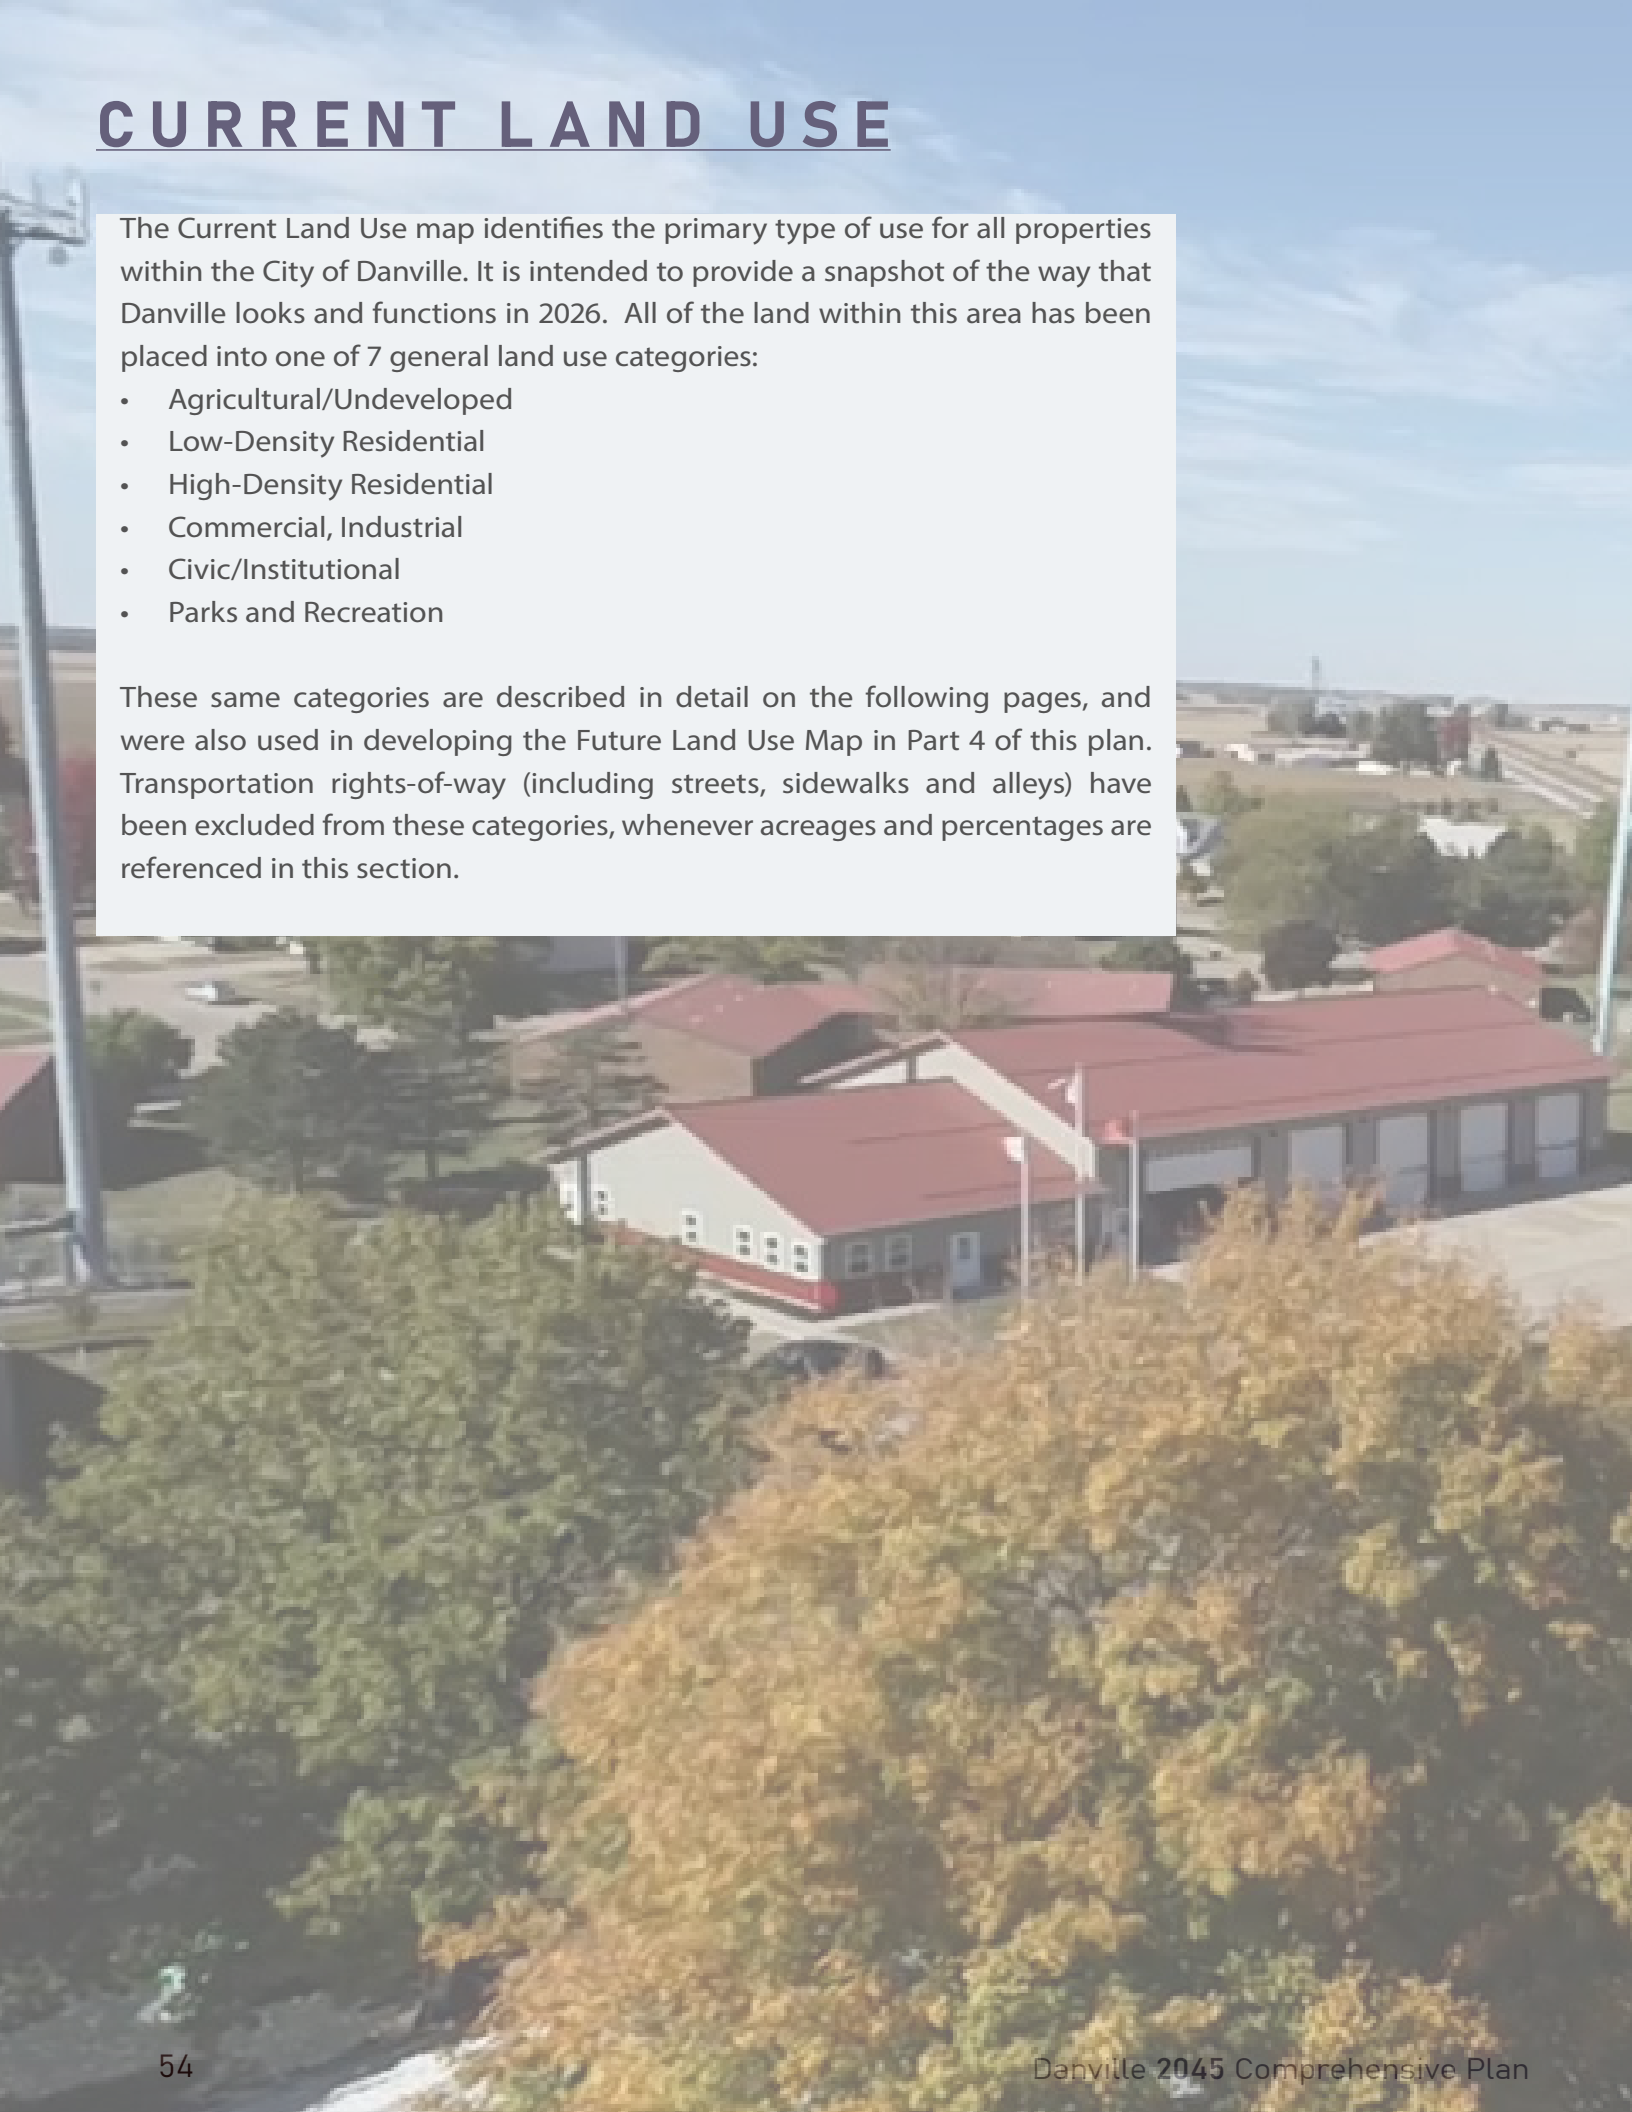 CURRENT LAND USE
The Current Land Use map identifies the primary type of use for all properties
within the City of Danville. It is intended to provide a snapshot of the way that
Danville looks and functions in 2026.  All of the land within this area has been
placed into one of 7 general land use categories:
• Agricultural/Undeveloped
• Low-Density Residential
• High-Density Residential
• Commercial, Industrial
• Civic/Institutional
• Parks and Recreation
These same categories are described in detail on the following pages, and
were also used in developing the Future Land Use Map in Part 4 of this plan.
Transportation rights-of-way (including streets, sidewalks and alleys) have
been excluded from these categories, whenever acreages and percentages are
referenced in this section.
54
Danville 2045 Comprehensive Plan